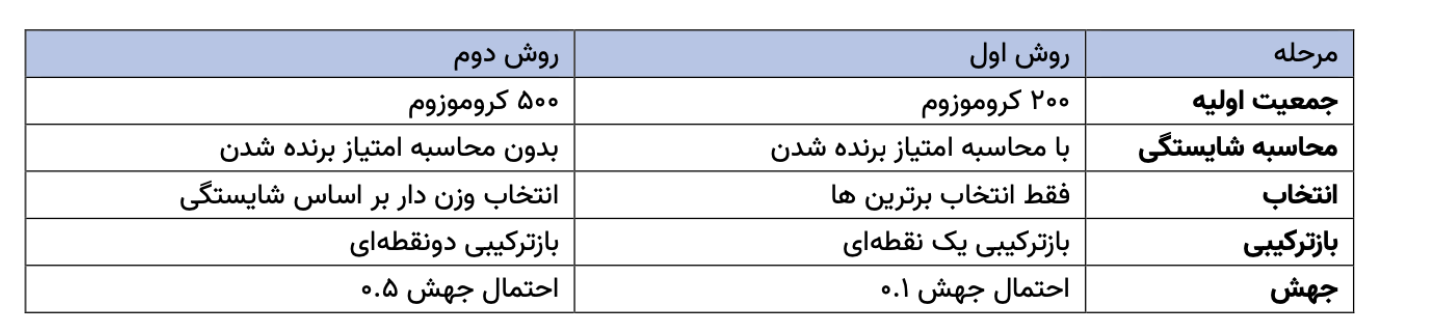 مرحله روش اول روش دوم
جمعیت اولیه ۲۰۰ کروموزوم ۵۰۰ کروموزوم
محاسبه شایستگی با محاسبه امتیاز برنده شدن بدون محاسبه امتیاز برنده شدن
انتخاب فقط انتخاب برترین ها انتخاب وزن دار بر اساس شایستگی
بازترکیبی بازترکیبی یک نقطه‌ای بازترکیبی دونقطه‌ای
جهش احتمال جهش ۰.۱ احتمال جهش ۰.۵